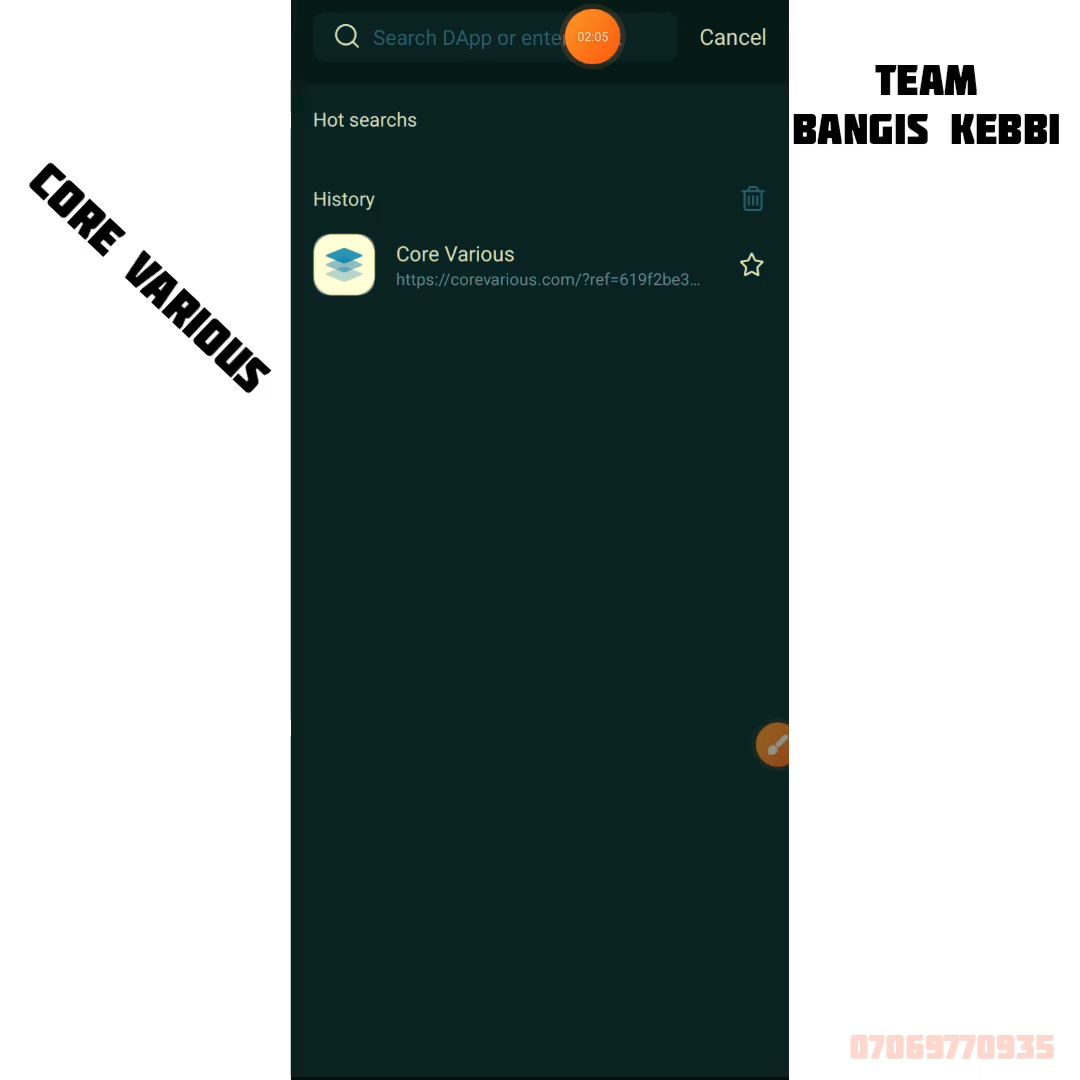 Search DApp or ente
02:05
Cancel
TEAM
BANGIS KEBBI
Hot searchs
History
Core Various
https://corevarious.com/?ref=619f2be3...
CORE VARIOUS
07069770935